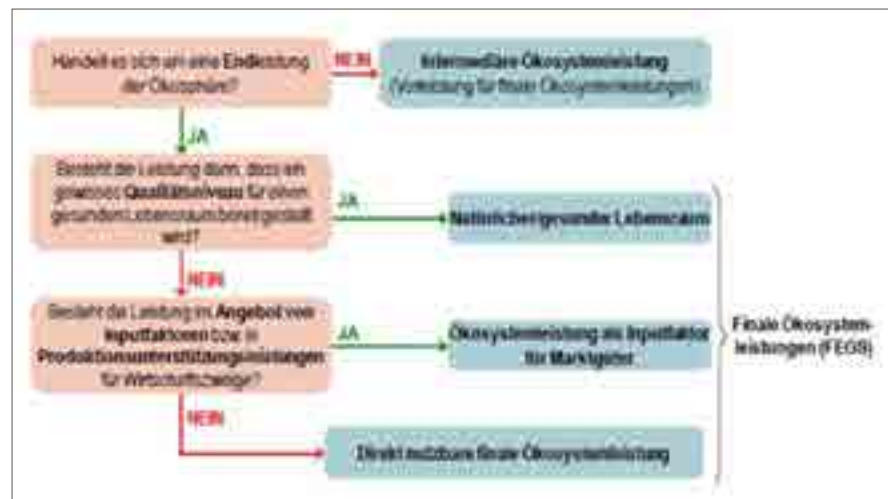 Handelt es sich um eine Endleistung
der Ökosphäre?
NEIN
Intermediäre Ökosystemleistung
(Vorleistung für finale Ökosystemleistungen)
JA
Besteht die Leistung darin, dass ein
gewisses Qualitätsniveau für einen
gesunden Lebensraum bereitgestellt
wird?
JA
Natürlicher/gesunder Lebensraum
NEIN
Besteht die Leistung im Angebot von
Inputfaktoren bzw. in
Produktionsunterstützungsleistungen
für Wirtschaftszweige?
JA
Ökosystemleistung als Inputfaktor
für Marktgüter
Finale Ökosystem-
leistungen (FEGS)
NEIN
Direkt nutzbare finale Ökosystemleistung